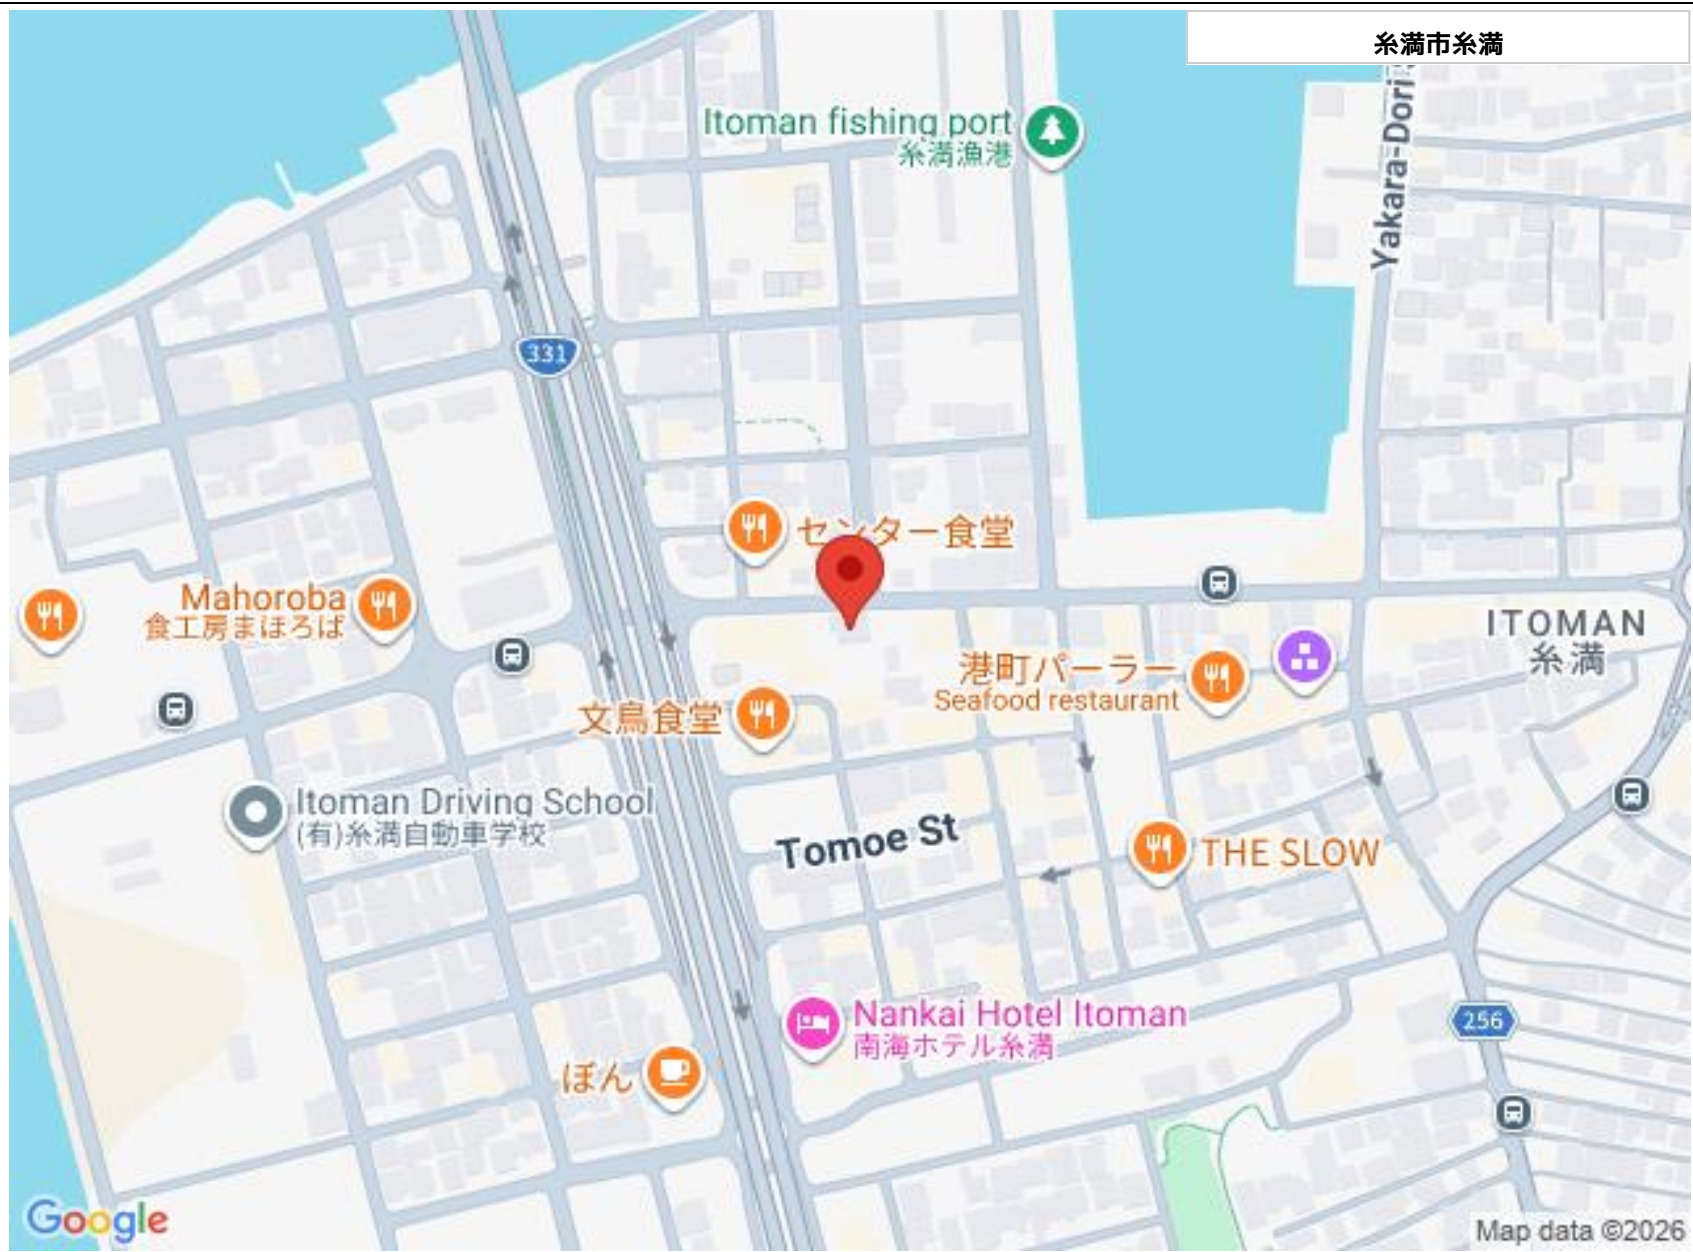 糸満市糸満
Yakara-Dori
Itoman fishing port
糸満漁港
331
センター食堂
Mahoroba
食工房まほろば
ITOMAN
糸満
港町パーラー
Seafood restaurant
文鳥食堂
Itoman Driving School
(有)糸満自動車学校
Tomoe St
THE SLOW
Nankai Hotel Itoman
南海ホテル糸満
256
ぽん
Google
Map data ©2026